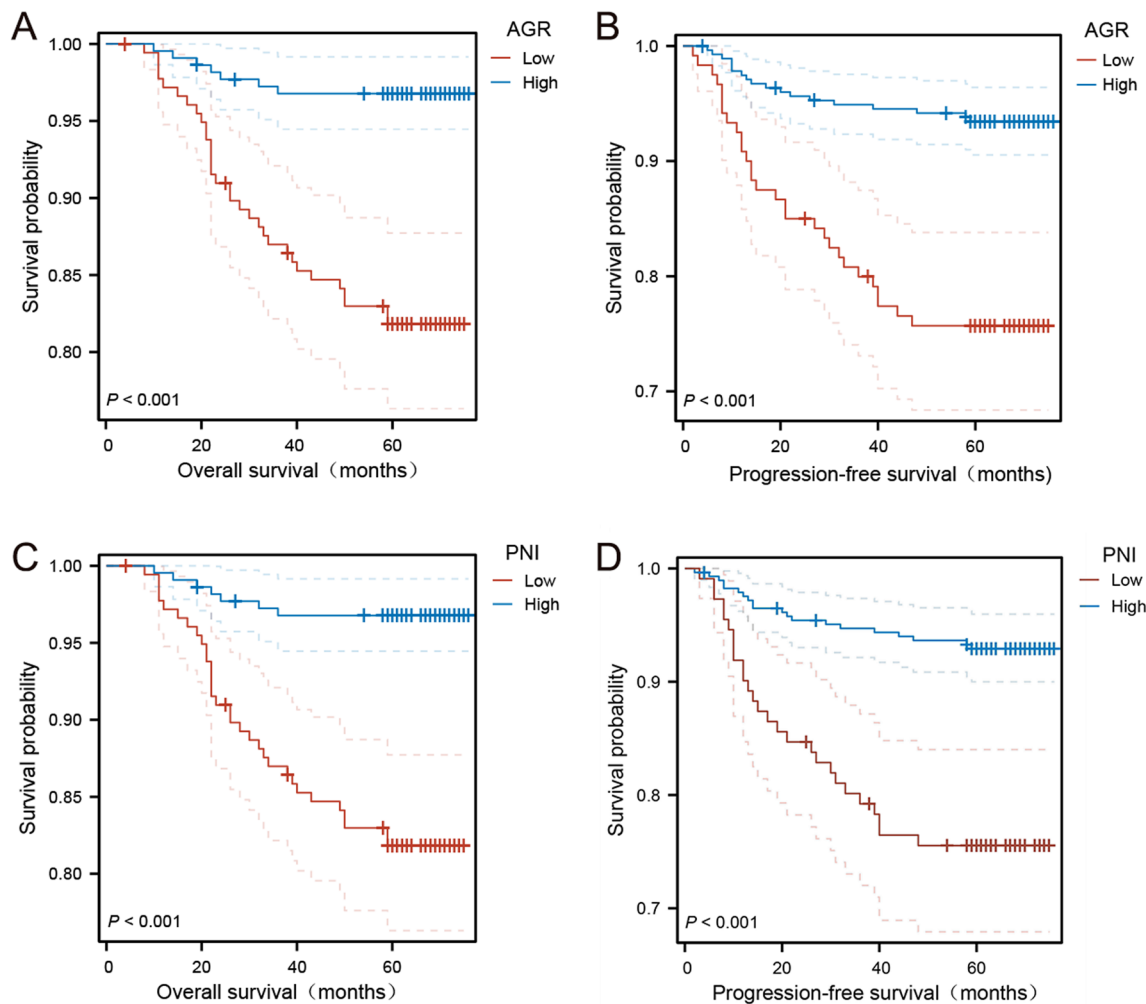 A
AGR
Low
High
1.00
0.95
0.90
0.85
0.80
Survival probability
P < 0.001
0 20 40 60
Overall survival（months）
B
AGR
Low
High
1.0
0.9
0.8
0.7
Survival probability
P < 0.001
0 20 40 60
Progression-free survival（months)
C
PNI
Low
High
1.00
0.95
0.90
0.85
0.80
Survival probability
P < 0.001
0 20 40 60
Overall survival（months）
D
PNI
Low
High
1.0
0.9
0.8
0.7
Survival probability
P < 0.001
0 20 40 60
Progression-free survival（months）